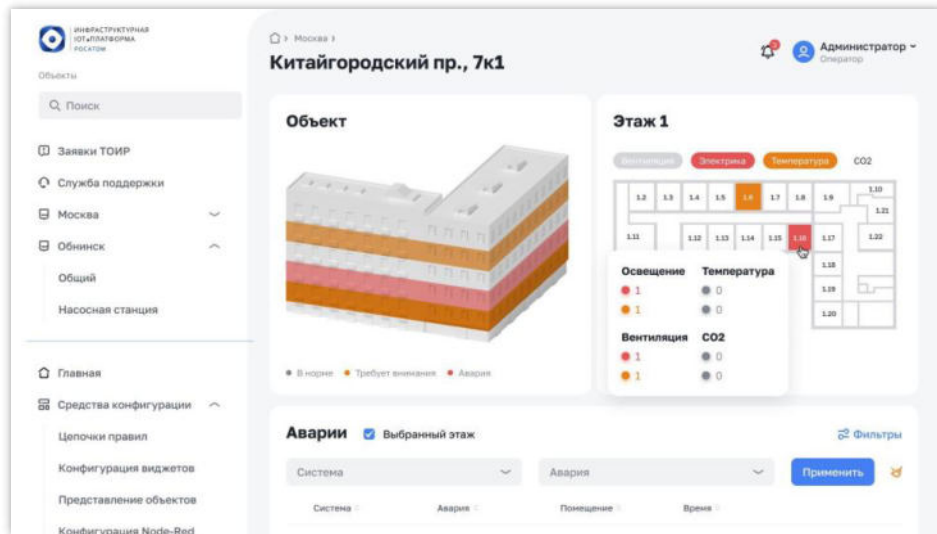 ИНФРАСТРУКТУРНАЯ
IOT-ПЛАТФОРМА
РОСАТОМ
Объекты
Поиск
Заявки ТОИР
Служба поддержки
Москва
Обнинск
Общий
Насосная станция
Главная
Средства конфигурации
Цепочки правил
Конфигурация виджетов
Представление объектов
Конфигурация Node-Red
Москва
Китайгородский пр., 7к1
Администратор
Оператор
Объект
В норме
Требует внимания
Авария
Этаж 1
Вентиляция
Электрика
Температура
CO2
1.2 1.3 1.4 1.5 1.6 1.7 1.8 1.9 1.10
1.21
1.11 1.12 1.13 1.14 1.15 1.16 1.17 1.22
1.18
1.19
1.20
Освещение Температура
1 0
1 0
Вентиляция CO2
1 0
1 0
Аварии
Выбранный этаж
Фильтры
Система
Авария
Применить
Система Авария Помещение Время